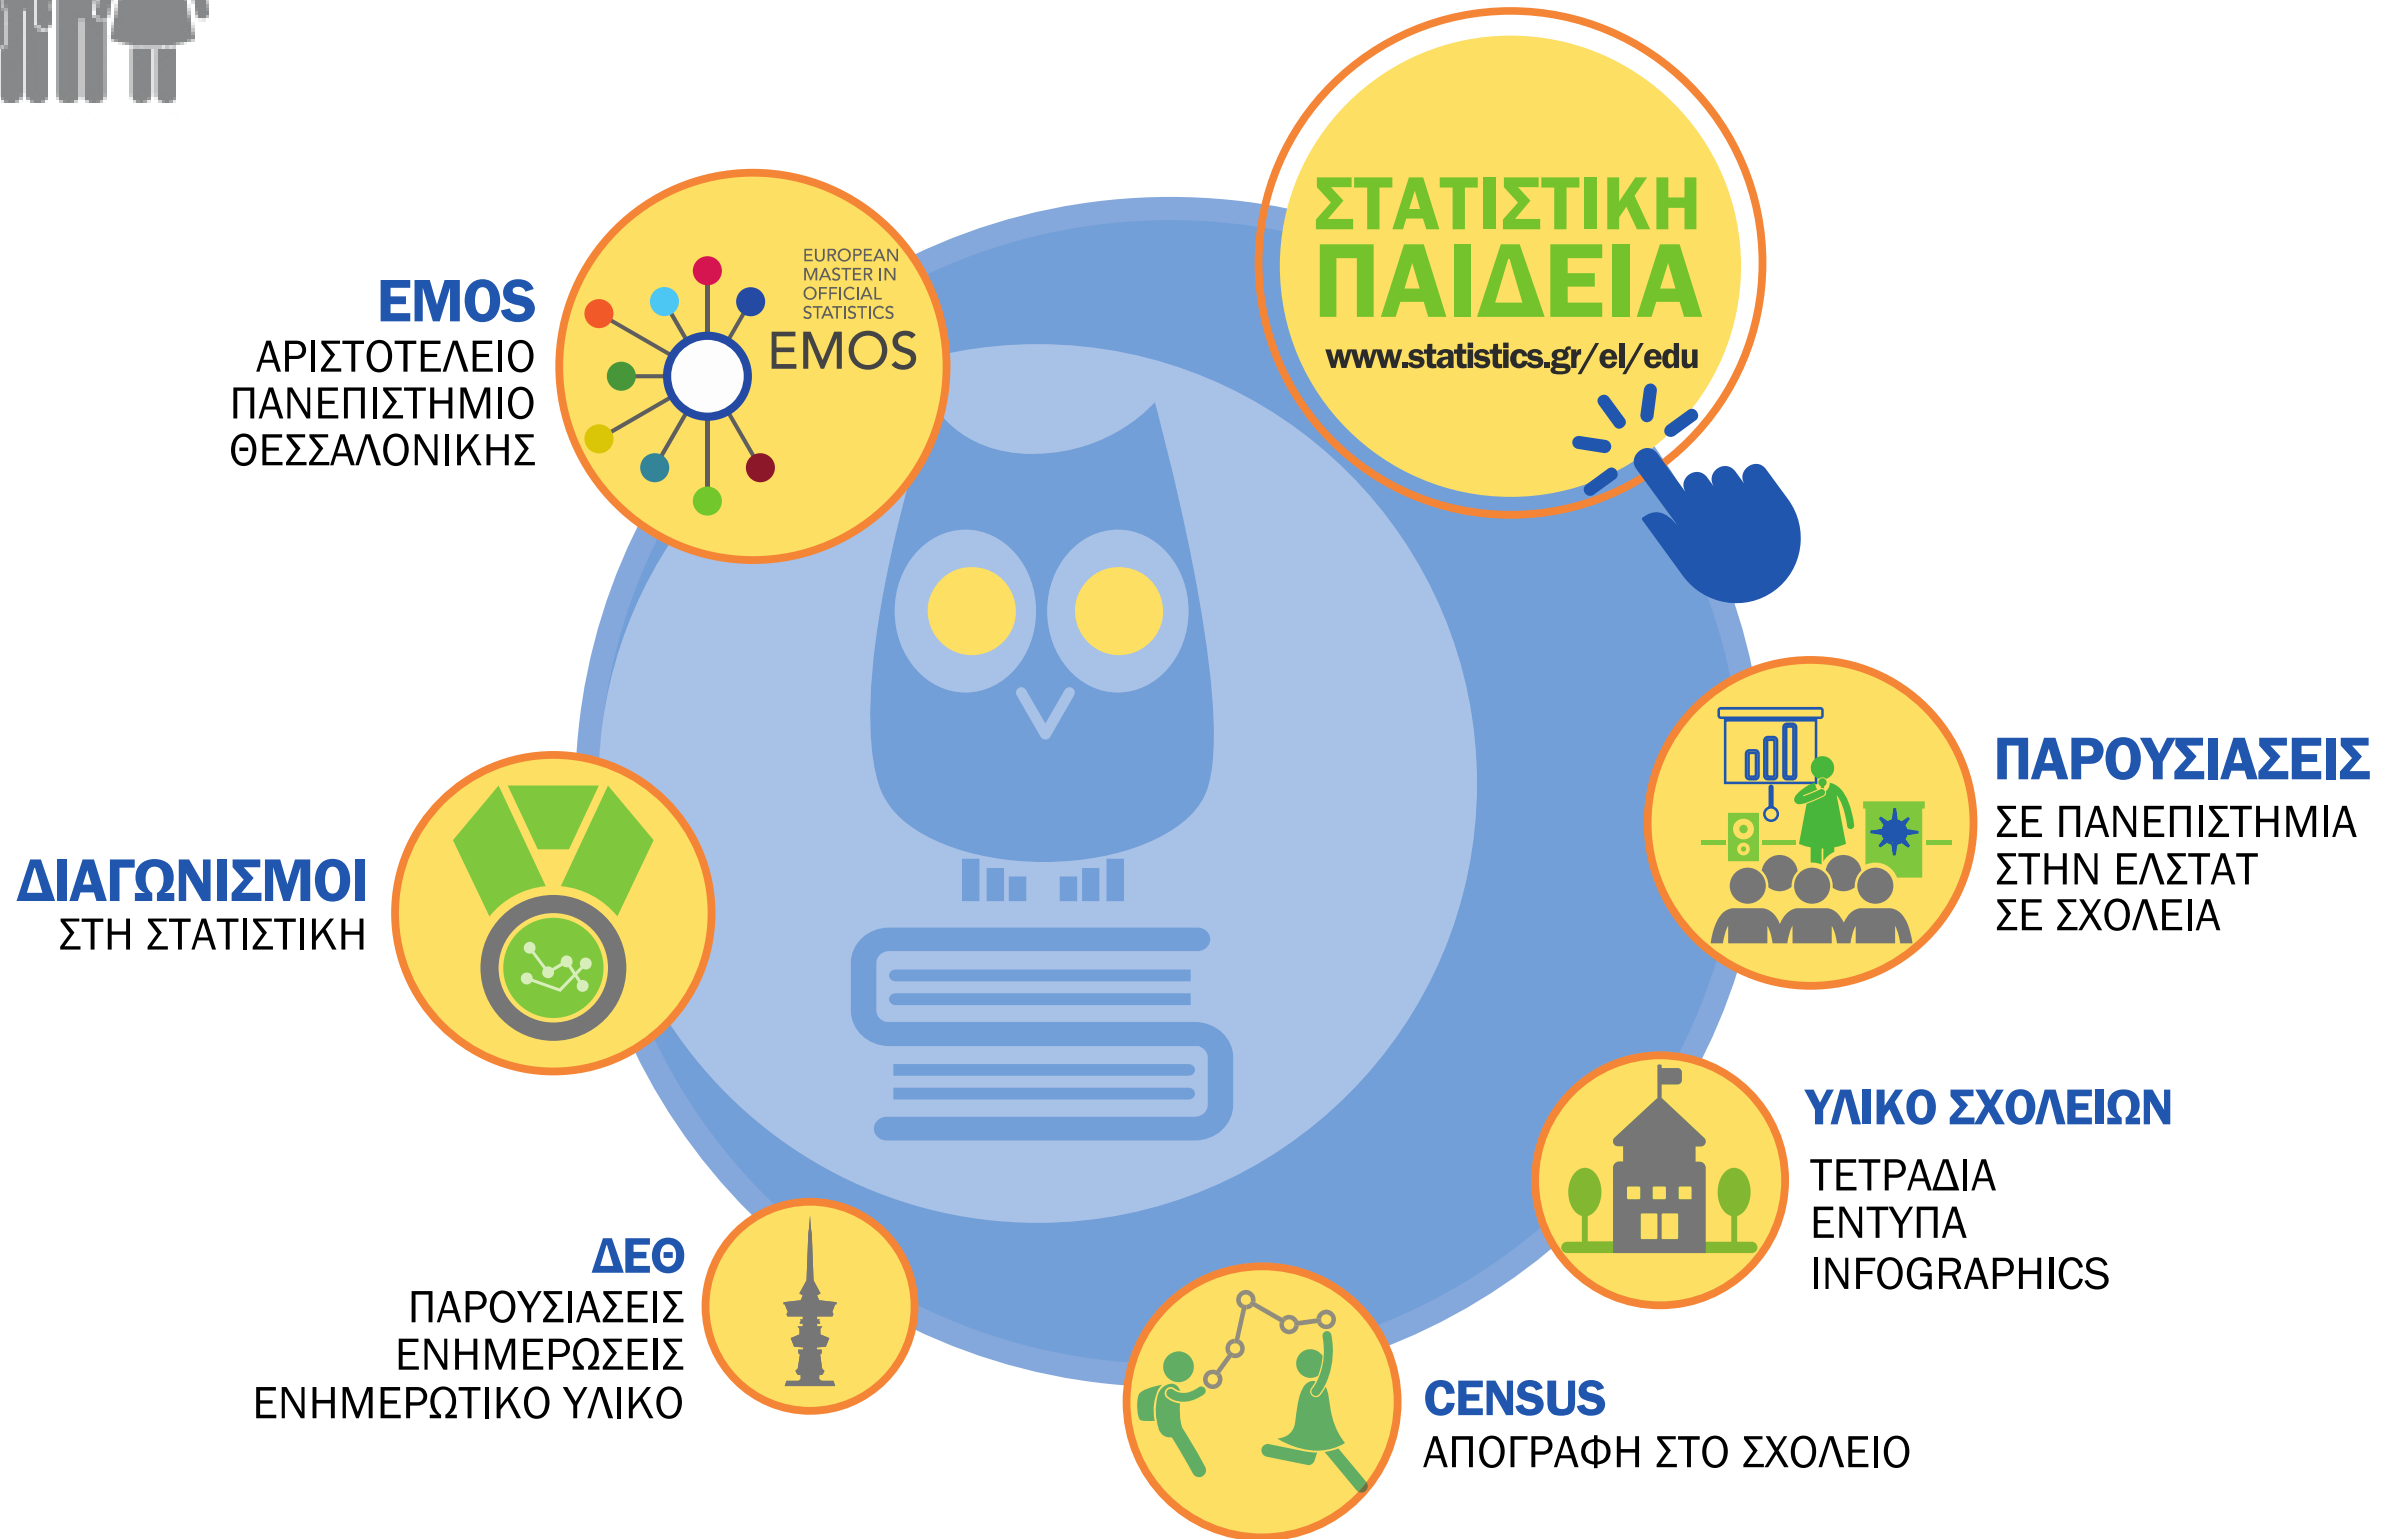 ΣΤΑΤΙΣΤΙΚΗ
ΠΑΙΔΕΙΑ
www.statistics.gr/el/edu
EUROPEAN
MASTER IN
OFFICIAL
STATISTICS
EMOS
EMOS
ΑΡΙΣΤΟΤΕΛΕΙΟ
ΠΑΝΕΠΙΣΤΗΜΙΟ
ΘΕΣΣΑΛΟΝΙΚΗΣ
ΠΑΡΟΥΣΙΑΣΕΙΣ
ΣΕ ΠΑΝΕΠΙΣΤΗΜΙΑ
ΣΤΗΝ ΕΛΣΤΑΤ
ΣΕ ΣΧΟΛΕΙΑ
ΔΙΑΓΩΝΙΣΜΟΙ
ΣΤΗ ΣΤΑΤΙΣΤΙΚΗ
ΥΛΙΚΟ ΣΧΟΛΕΙΩΝ
ΤΕΤΡΑΔΙΑ
ΕΝΤΥΠΑ
INFOGRAPHICS
ΔΕΘ
ΠΑΡΟΥΣΙΑΣΕΙΣ
ΕΝΗΜΕΡΩΣΕΙΣ
ΕΝΗΜΕΡΩΤΙΚΟ ΥΛΙΚΟ
CENSUS
ΑΠΟΓΡΑΦΗ ΣΤΟ ΣΧΟΛΕΙΟ